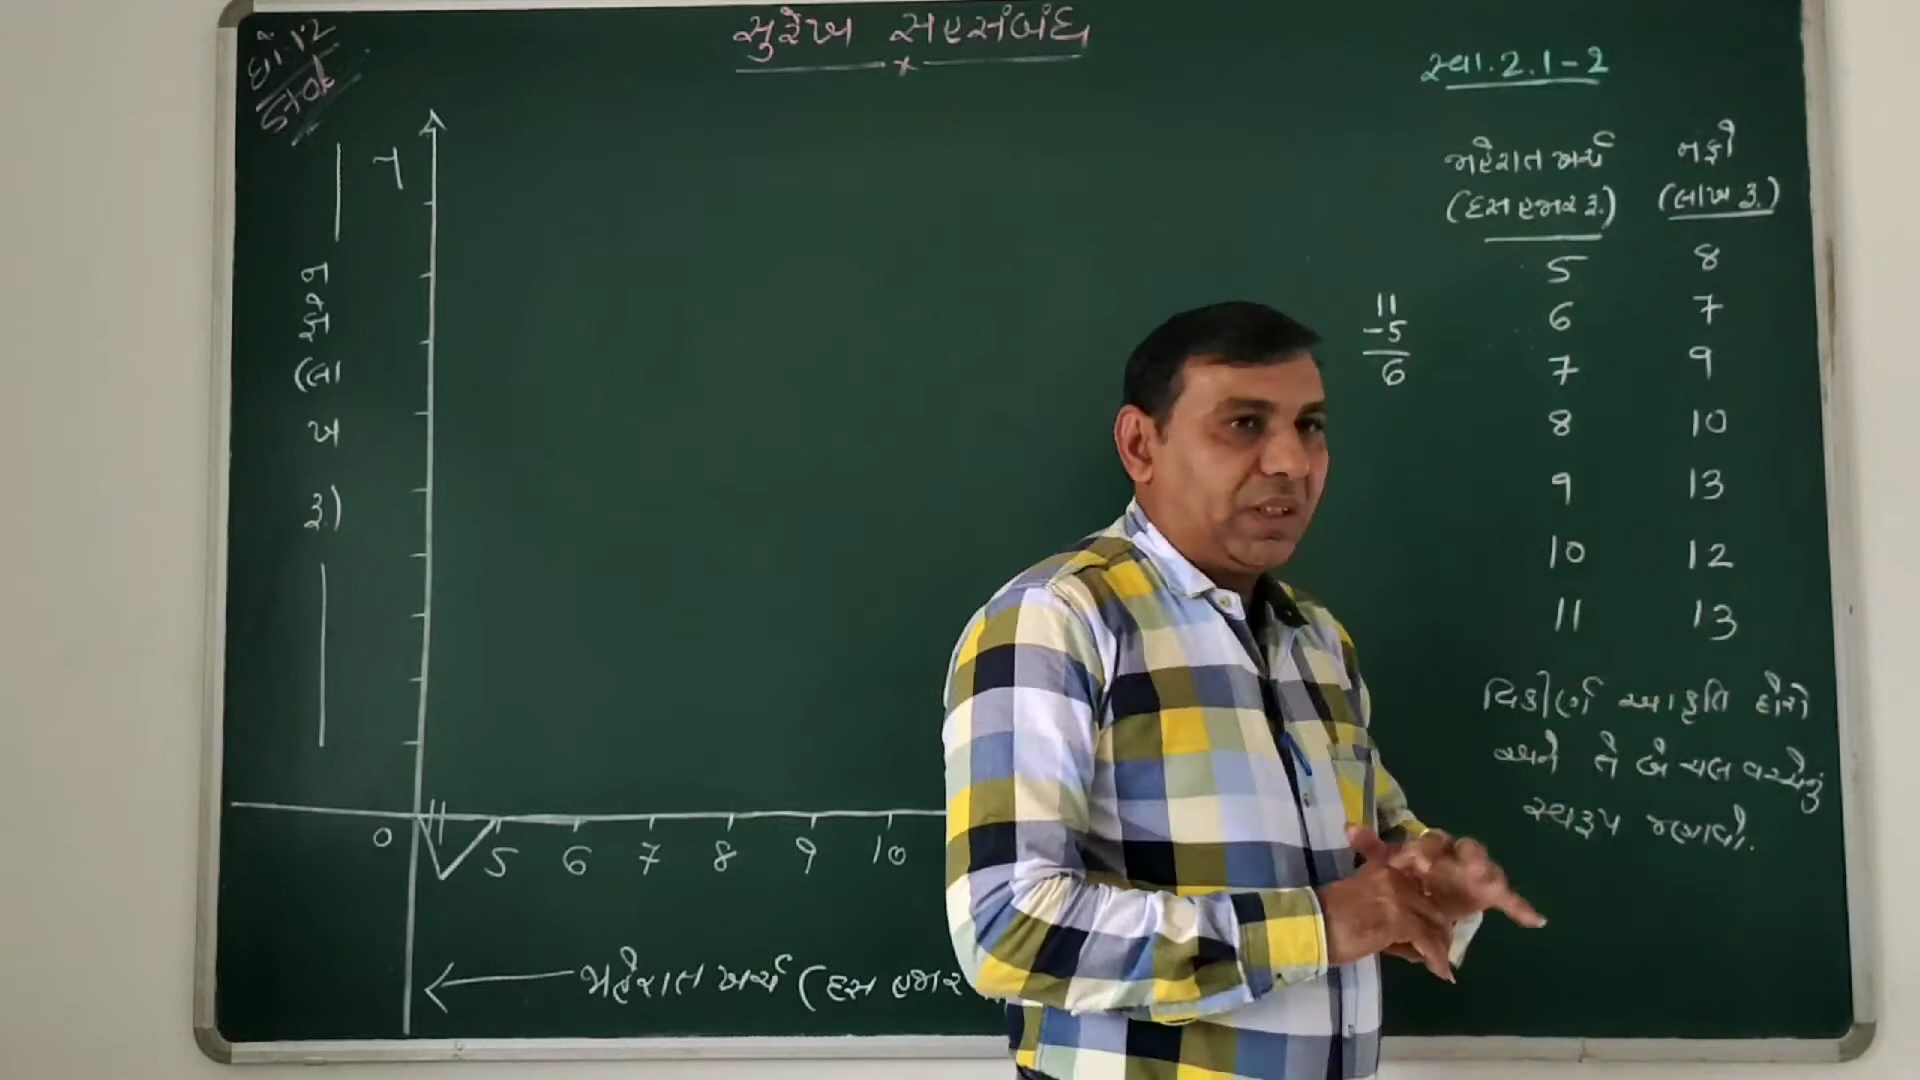 ધો.12
સુરેખ સહસંબંધ
સ્વા.2.1-2
જાહેરાત ખર્ચ નફો
(દસ હજાર રૂ.) (લાખ રૂ.)
5 8
6 7
7 9
8 10
9 13
10 12
11 13
11
-5
6
વિકીર્ણ આકૃતિ દોરો
અને તે બે ચલ વચ્ચેનું
સ્વરૂપ જણાવો.
ન
ફો
(લા
ખ
રૂ.)
0 5 6 7 8 9 10
જાહેરાત ખર્ચ (દસ હજાર